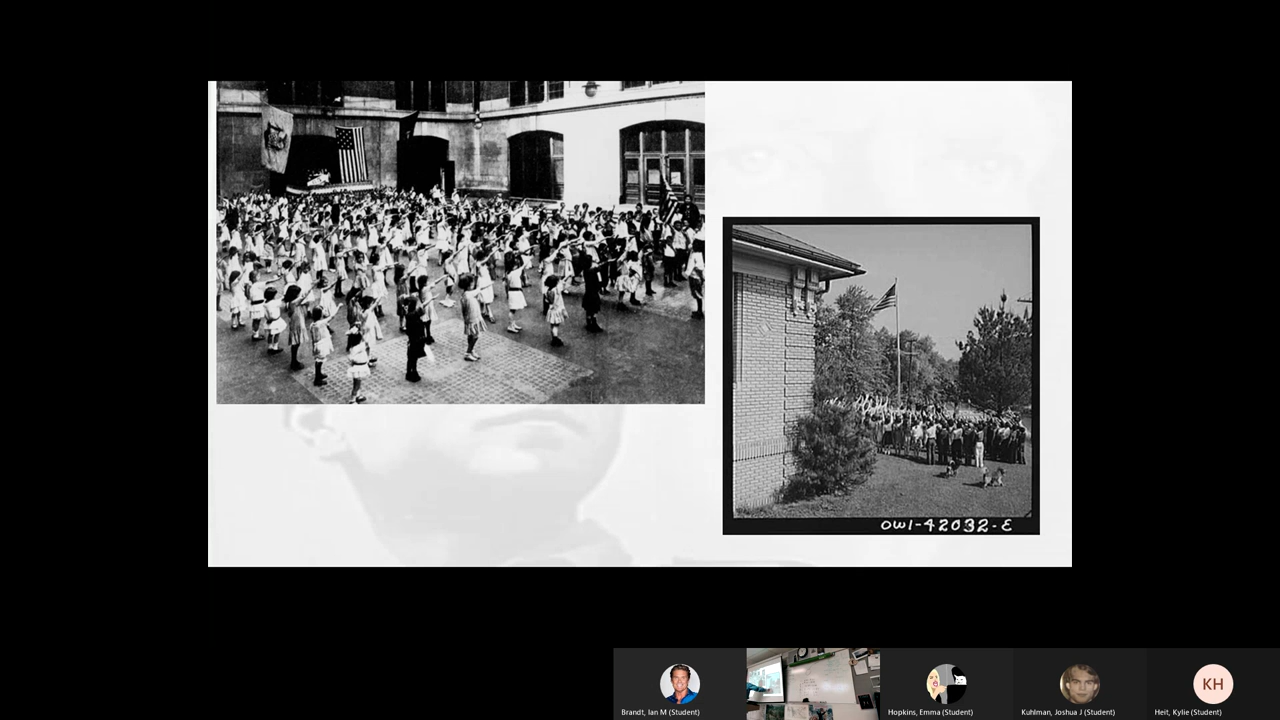 OWI-42032-E
Brandt, Ian M (Student)
Hopkins, Emma (Student)
Kuhlman, Joshua J (Student)
KH
Heit, Kylie (Student)